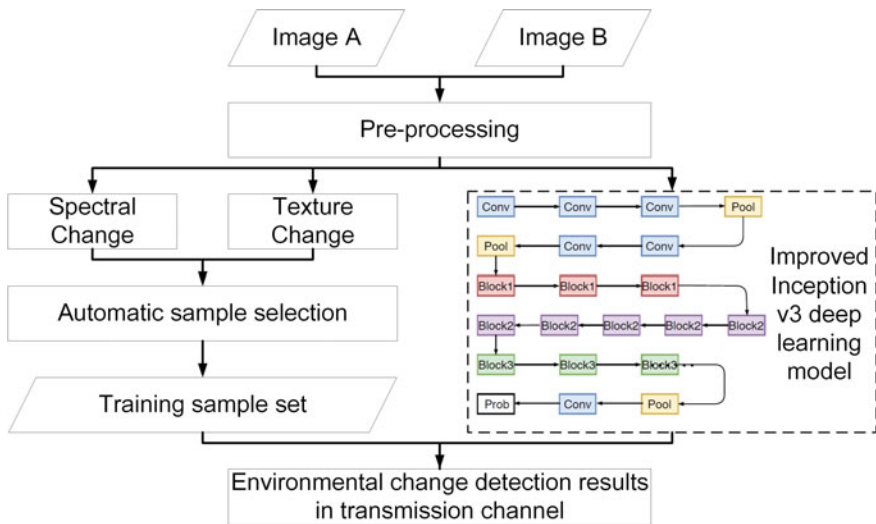 Image A
Image B
Pre-processing
Spectral
Change
Texture
Change
Automatic sample selection
Training sample set
Conv Conv Conv Pool
Pool Conv Conv
Block1 Block1 Block1
Block2 Block2 Block2 Block2 Block2
Block3 Block3 Block3
Prob Conv Pool
Improved
Inception
v3 deep
learning
model
Environmental change detection results
in transmission channel